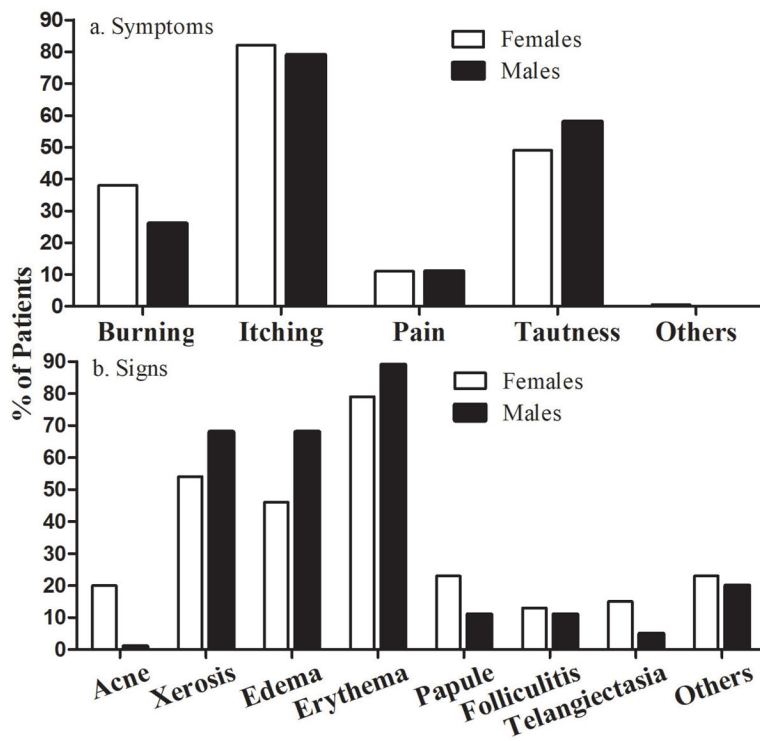 a. Symptoms
Females
Males
90
80
70
60
50
40
30
20
10
0
Burning Itching Pain Tautness Others
% of Patients
b. Signs
Females
Males
90
80
70
60
50
40
30
20
10
0
Acne Xerosis Edema Erythema Papule Folliculitis Telangiectasia Others